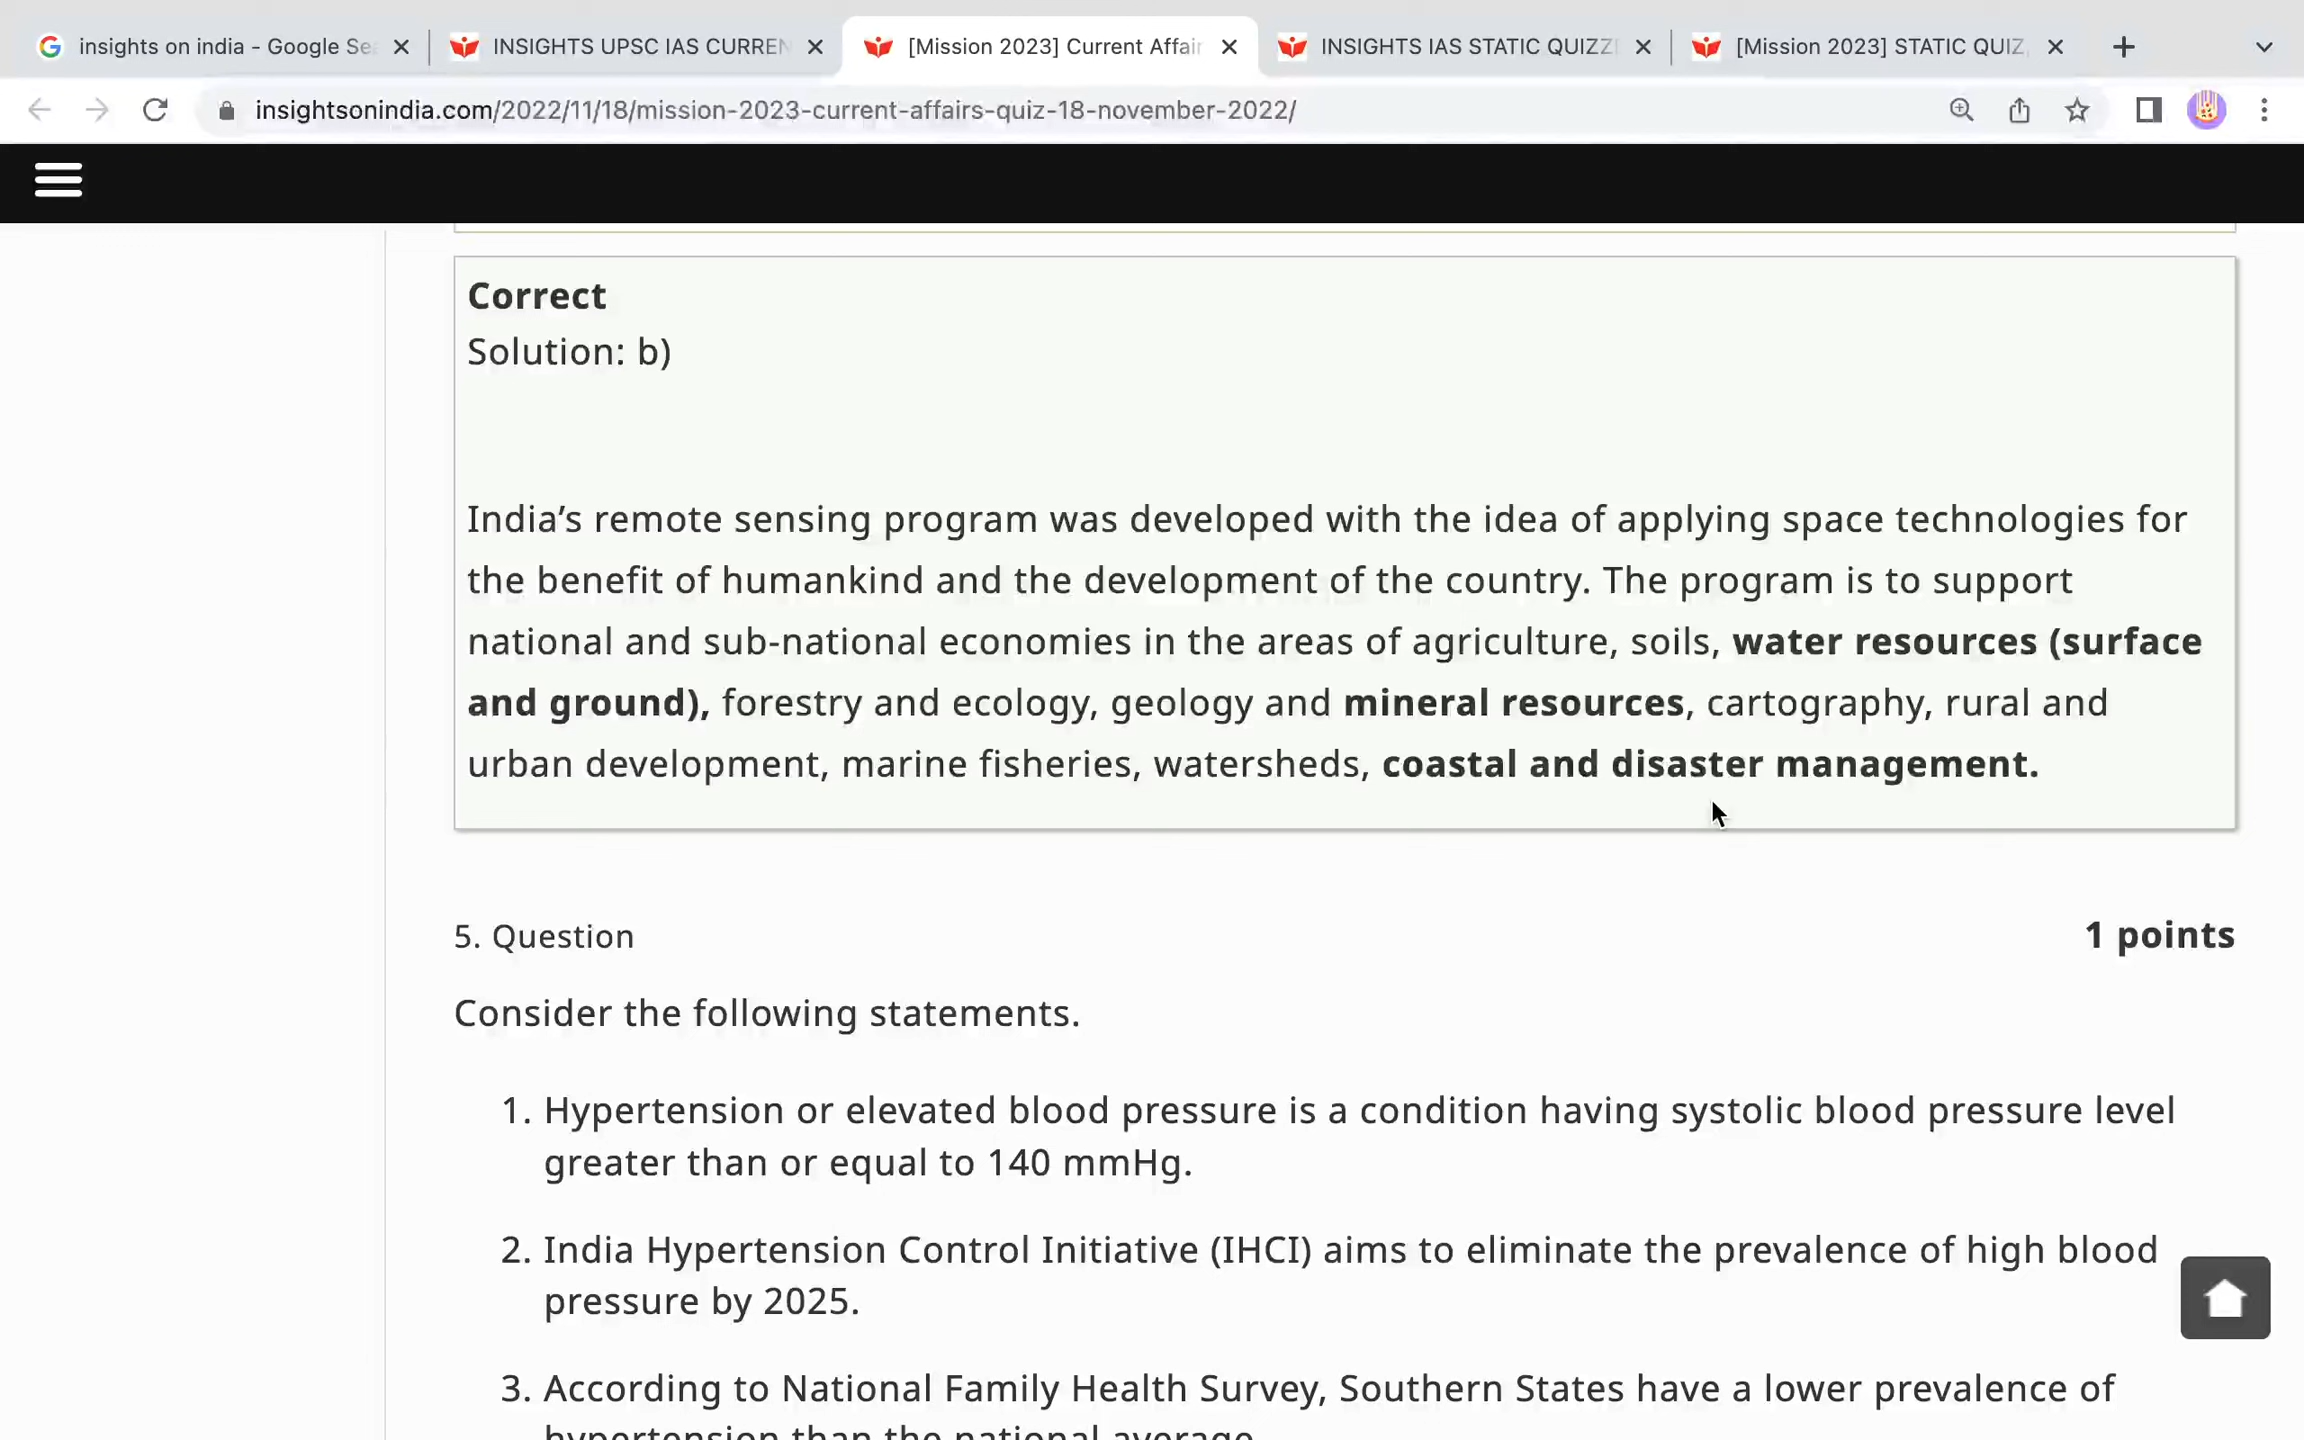 insights on india - Google Se
INSIGHTS UPSC IAS CURREN
[Mission 2023] Current Affair
INSIGHTS IAS STATIC QUIZZ
[Mission 2023] STATIC QUIZ
insightsonindia.com/2022/11/18/mission-2023-current-affairs-quiz-18-november-2022/
Correct
Solution: b)
India’s remote sensing program was developed with the idea of applying space technologies for
the benefit of humankind and the development of the country. The program is to support
national and sub-national economies in the areas of agriculture, soils, water resources (surface
and ground), forestry and ecology, geology and mineral resources, cartography, rural and
urban development, marine fisheries, watersheds, coastal and disaster management.
5. Question
1 points
Consider the following statements.
1. Hypertension or elevated blood pressure is a condition having systolic blood pressure level
greater than or equal to 140 mmHg.
2. India Hypertension Control Initiative (IHCI) aims to eliminate the prevalence of high blood
pressure by 2025.
3. According to National Family Health Survey, Southern States have a lower prevalence of
hypertension than the national average